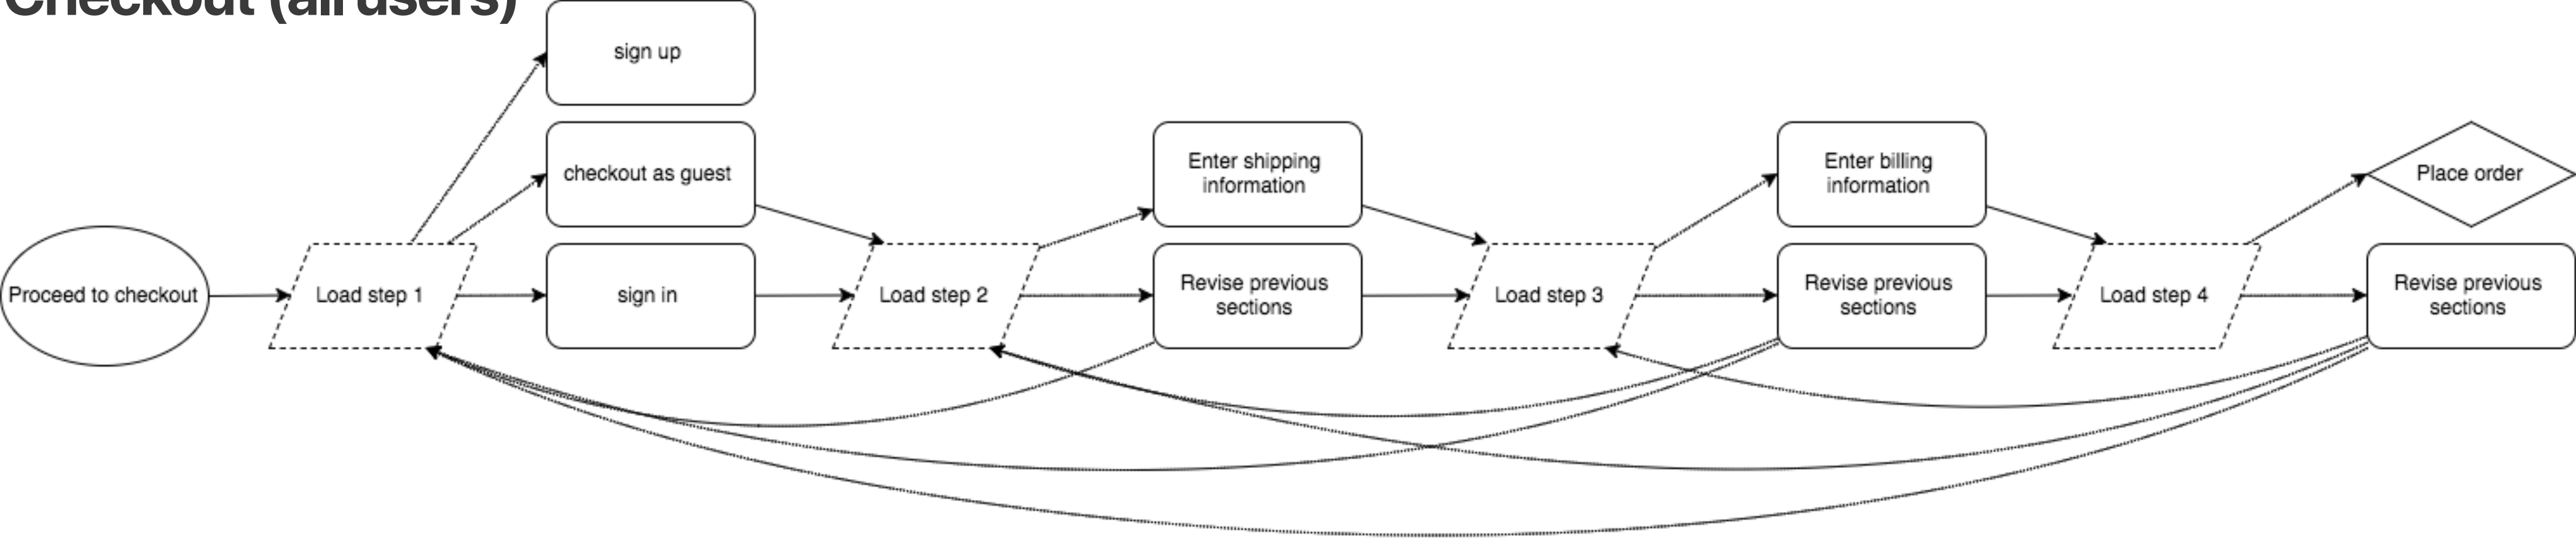 Checkout (all users)
sign up
checkout as guest
Enter shipping
information
Enter billing
information
Place order
Proceed to checkout
Load step 1
sign in
Load step 2
Revise previous
sections
Load step 3
Revise previous
sections
Load step 4
Revise previous
sections